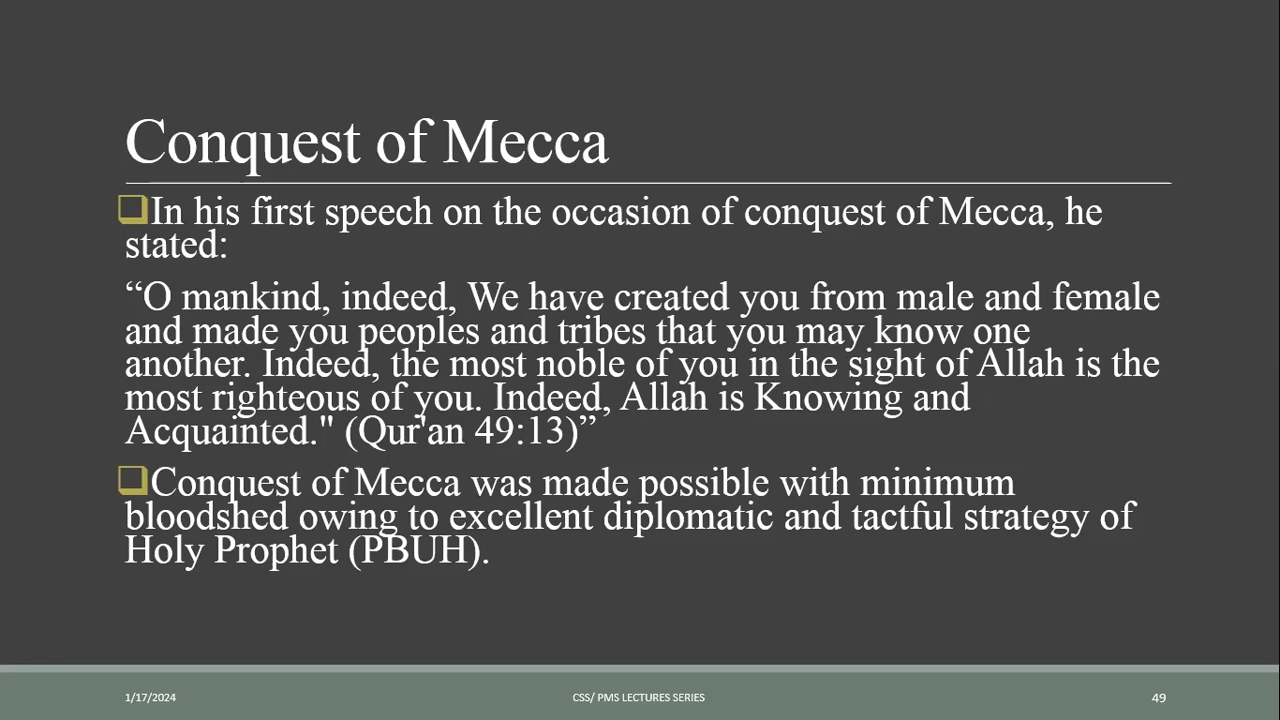 Conquest of Mecca
In his first speech on the occasion of conquest of Mecca, he
stated:
“O mankind, indeed, We have created you from male and female
and made you peoples and tribes that you may know one
another. Indeed, the most noble of you in the sight of Allah is the
most righteous of you. Indeed, Allah is Knowing and
Acquainted." (Qur'an 49:13)”
Conquest of Mecca was made possible with minimum
bloodshed owing to excellent diplomatic and tactful strategy of
Holy Prophet (PBUH).
1/17/2024
CSS/ PMS LECTURES SERIES
49